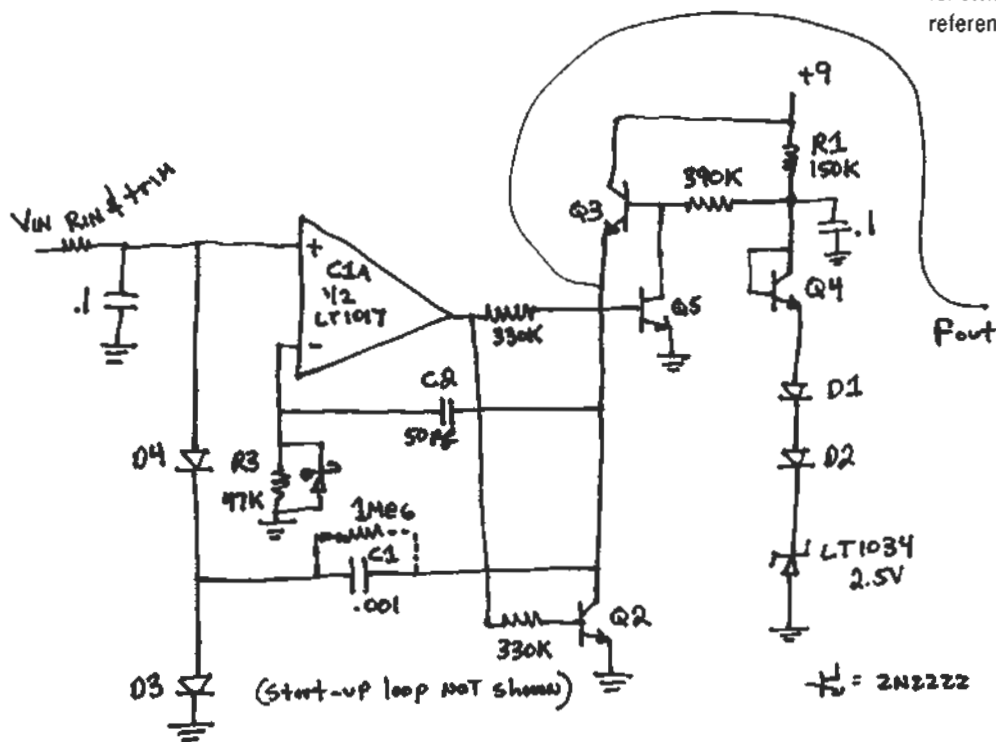 referen
+9
R1
150K
390K
Q3
.1
VIN RIN & trim
C1A
1/2
LT1017
+
-
330K
Q5
Q4
Fout
.1
C2
D1
D4
R3
47K
D2
1MEG
C1
.001
LT1034
2.5V
Q2
330K
D3
(Start-up loop NOT shown)
= 2N2222